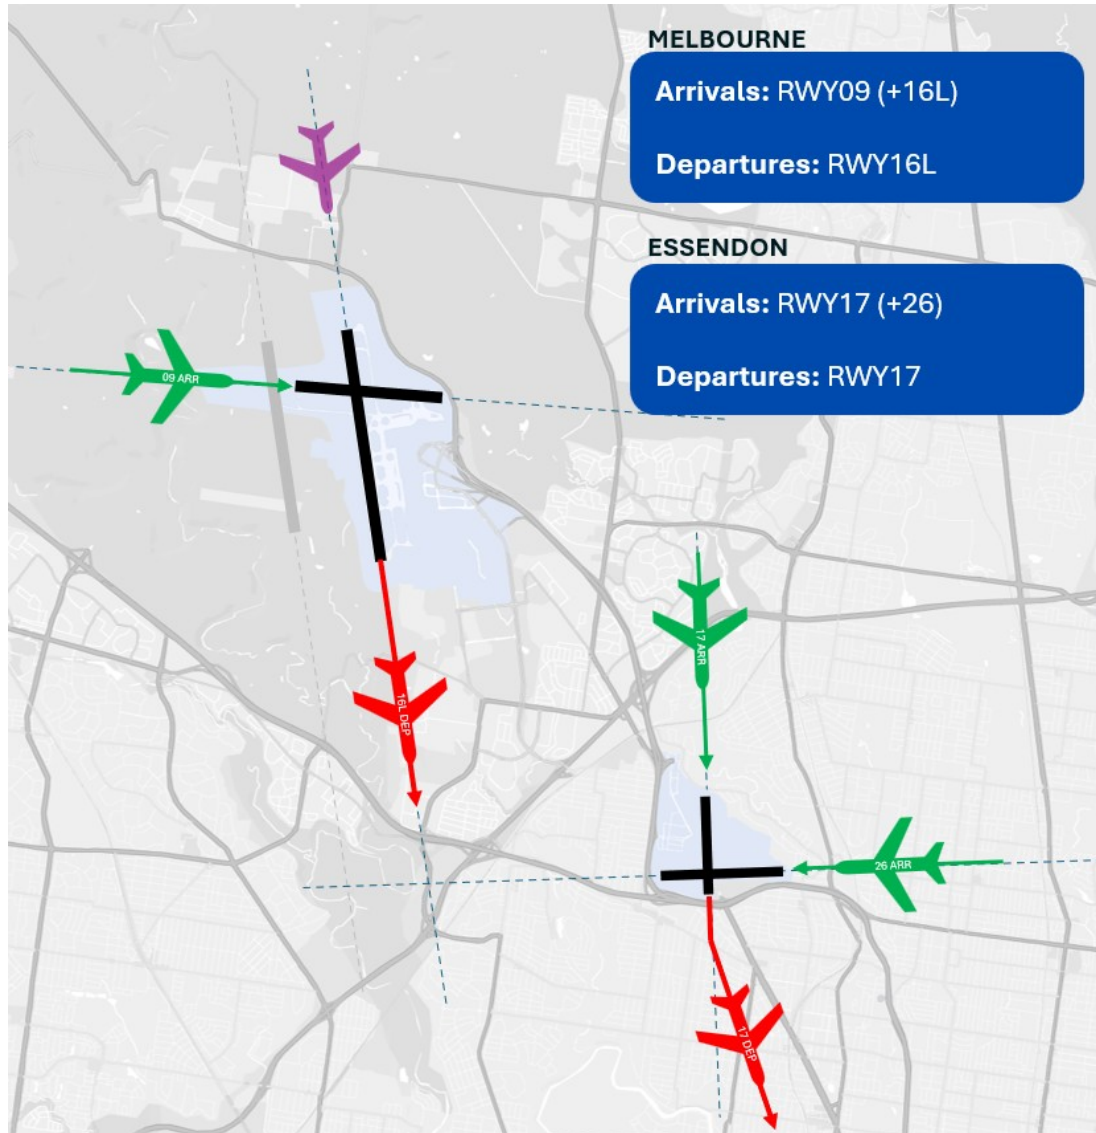 MELBOURNE
Arrivals: RWY09 (+16L)
Departures: RWY16L
ESSENDON
Arrivals: RWY17 (+26)
Departures: RWY17
09 ARR
17 ARR
16L DEP
26 ARR
17 DEP